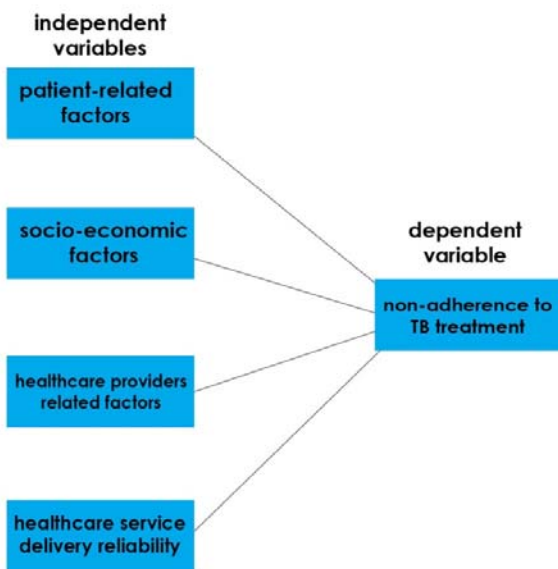 independent
variables
patient-related
factors
socio-economic
factors
healthcare providers
related factors
healthcare service
delivery reliability
dependent
variable
non-adherence to
TB treatment